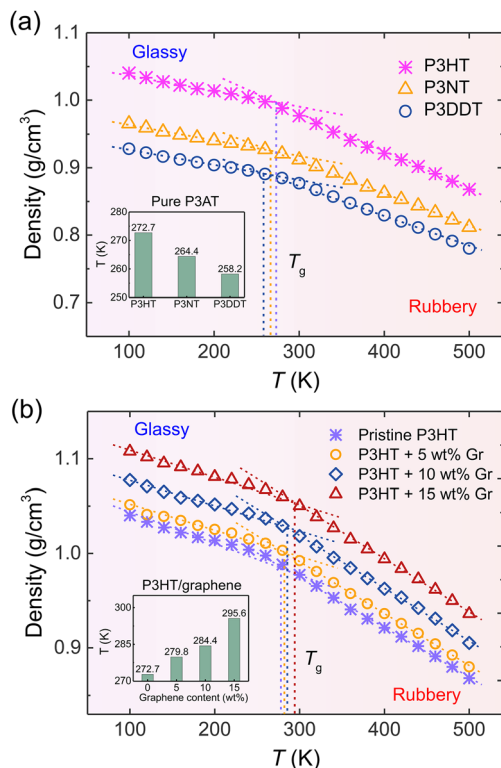 (a)
1.1
1.0
0.9
0.8
0.7
Density (g/cm³)
Glassy
P3HT
P3NT
P3DDT
Pure P3AT
280
270
260
250
T (K)
272.7
264.4
258.2
P3HT
P3NT
P3DDT
Tg
Rubbery
100
200
300
400
500
T (K)
(b)
1.1
1.0
0.9
Density (g/cm³)
Glassy
Pristine P3HT
P3HT + 5 wt% Gr
P3HT + 10 wt% Gr
P3HT + 15 wt% Gr
P3HT/graphene
300
285
270
T (K)
272.7
279.8
284.4
295.6
0
5
10
15
Graphene content (wt%)
Tg
Rubbery
100
200
300
400
500
T (K)